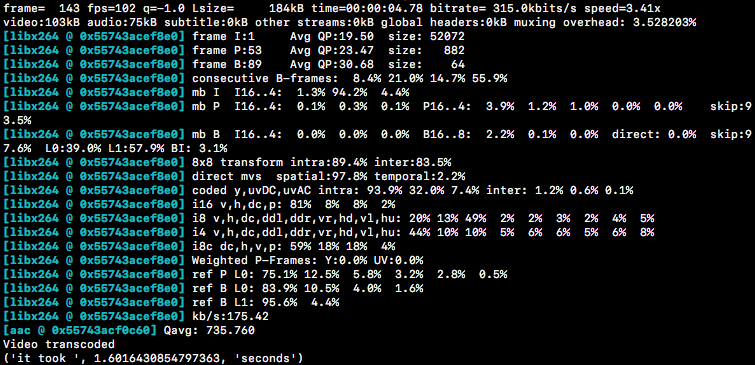 frame=  143 fps=102 q=-1.0 Lsize=     184kB time=00:00:04.78 bitrate= 315.0kbits/s speed=3.41x
video:103kB audio:75kB subtitle:0kB other streams:0kB global headers:0kB muxing overhead: 3.528203%
[libx264 @ 0x55743acef8e0] frame I:1     Avg QP:19.50  size: 52072
[libx264 @ 0x55743acef8e0] frame P:53    Avg QP:23.47  size:   882
[libx264 @ 0x55743acef8e0] frame B:89    Avg QP:30.68  size:    64
[libx264 @ 0x55743acef8e0] consecutive B-frames:  8.4% 21.0% 14.7% 55.9%
[libx264 @ 0x55743acef8e0] mb I  I16..4:  1.3% 94.2%  4.4%
[libx264 @ 0x55743acef8e0] mb P  I16..4:  0.1%  0.3%  0.1%  P16..4:  3.9%  1.2%  1.0%  0.0%  0.0%    skip:9
3.5%
[libx264 @ 0x55743acef8e0] mb B  I16..4:  0.0%  0.0%  0.0%  B16..8:  2.2%  0.1%  0.0%  direct: 0.0%  skip:9
7.6%  L0:39.0% L1:57.9% BI: 3.1%
[libx264 @ 0x55743acef8e0] 8x8 transform intra:89.4% inter:83.5%
[libx264 @ 0x55743acef8e0] direct mvs  spatial:97.8% temporal:2.2%
[libx264 @ 0x55743acef8e0] coded y,uvDC,uvAC intra: 93.9% 32.0% 7.4% inter: 1.2% 0.6% 0.1%
[libx264 @ 0x55743acef8e0] i16 v,h,dc,p: 81%  8%  8%  2%
[libx264 @ 0x55743acef8e0] i8 v,h,dc,ddl,ddr,vr,hd,vl,hu: 20% 13% 49%  2%  2%  3%  2%  4%  5%
[libx264 @ 0x55743acef8e0] i4 v,h,dc,ddl,ddr,vr,hd,vl,hu: 44% 10% 10%  5%  6%  6%  5%  6%  8%
[libx264 @ 0x55743acef8e0] i8c dc,h,v,p: 59% 18% 18%  4%
[libx264 @ 0x55743acef8e0] Weighted P-Frames: Y:0.0% UV:0.0%
[libx264 @ 0x55743acef8e0] ref P L0: 75.1% 12.5%  5.8%  3.2%  2.8%  0.5%
[libx264 @ 0x55743acef8e0] ref B L0: 83.9% 10.5%  4.0%  1.6%
[libx264 @ 0x55743acef8e0] ref B L1: 95.6%  4.4%
[libx264 @ 0x55743acef8e0] kb/s:175.42
[aac @ 0x55743acf0c60] Qavg: 735.760
Video transcoded
('it took ', 1.6016430854797363, 'seconds')